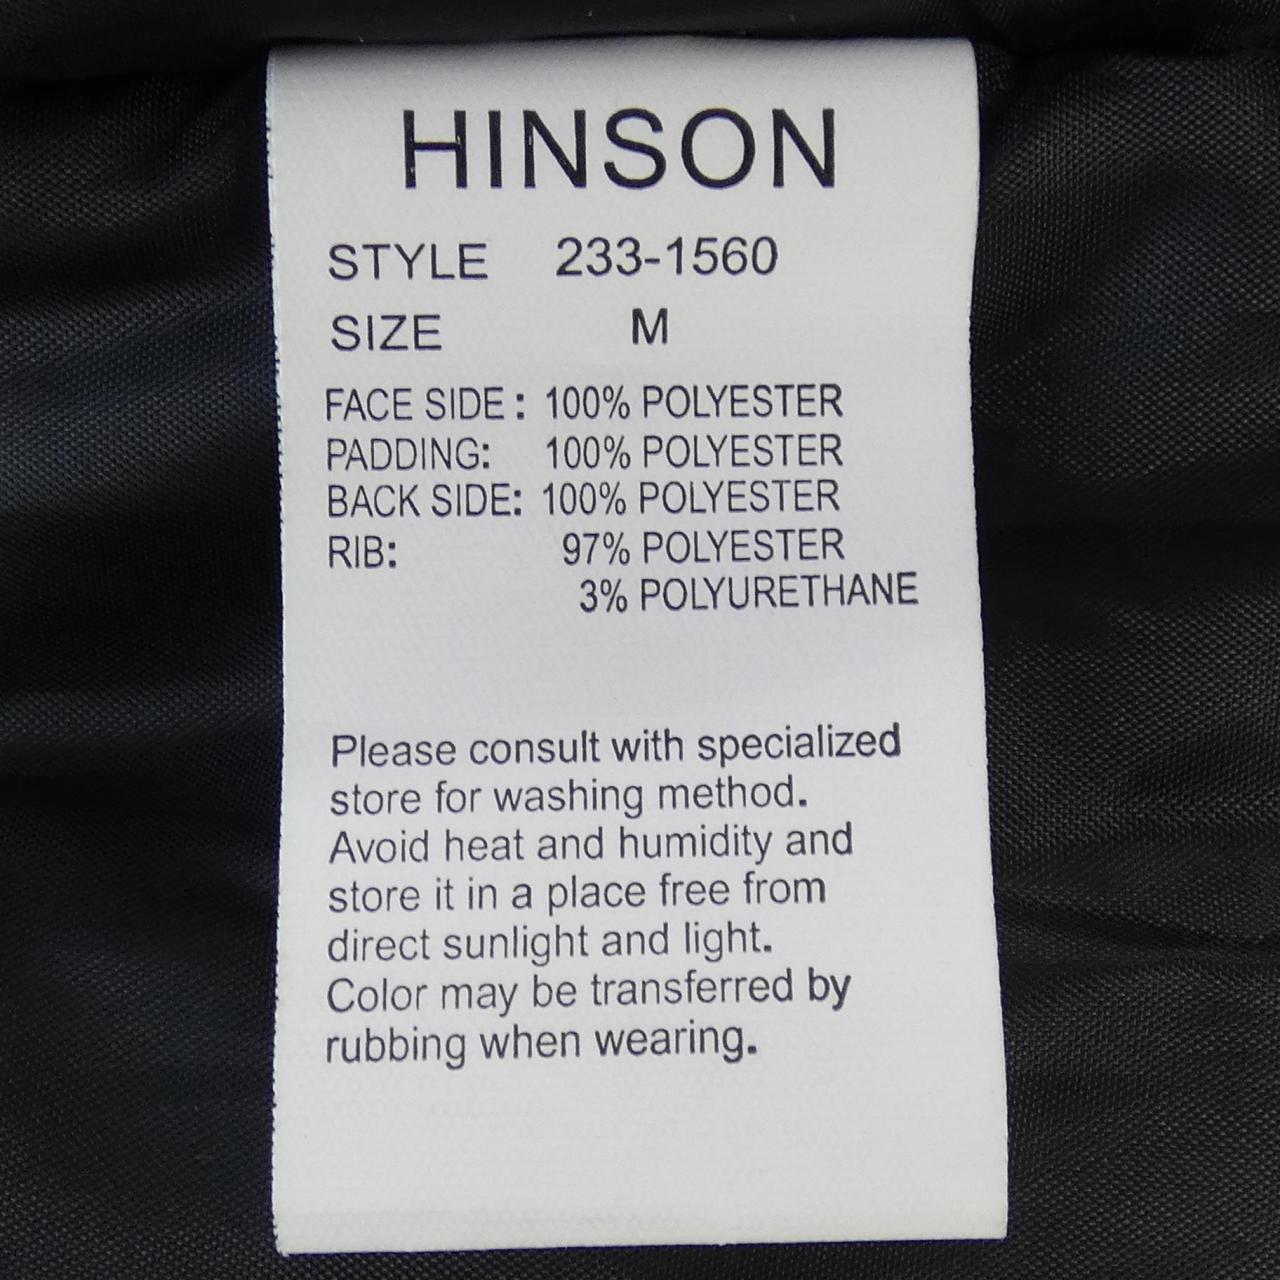 HINSON
STYLE 233-1560
SIZE M
FACE SIDE : 100% POLYESTER
PADDING: 100% POLYESTER
BACK SIDE: 100% POLYESTER
RIB: 97% POLYESTER
3% POLYURETHANE
Please consult with specialized
store for washing method.
Avoid heat and humidity and
store it in a place free from
direct sunlight and light.
Color may be transferred by
rubbing when wearing.